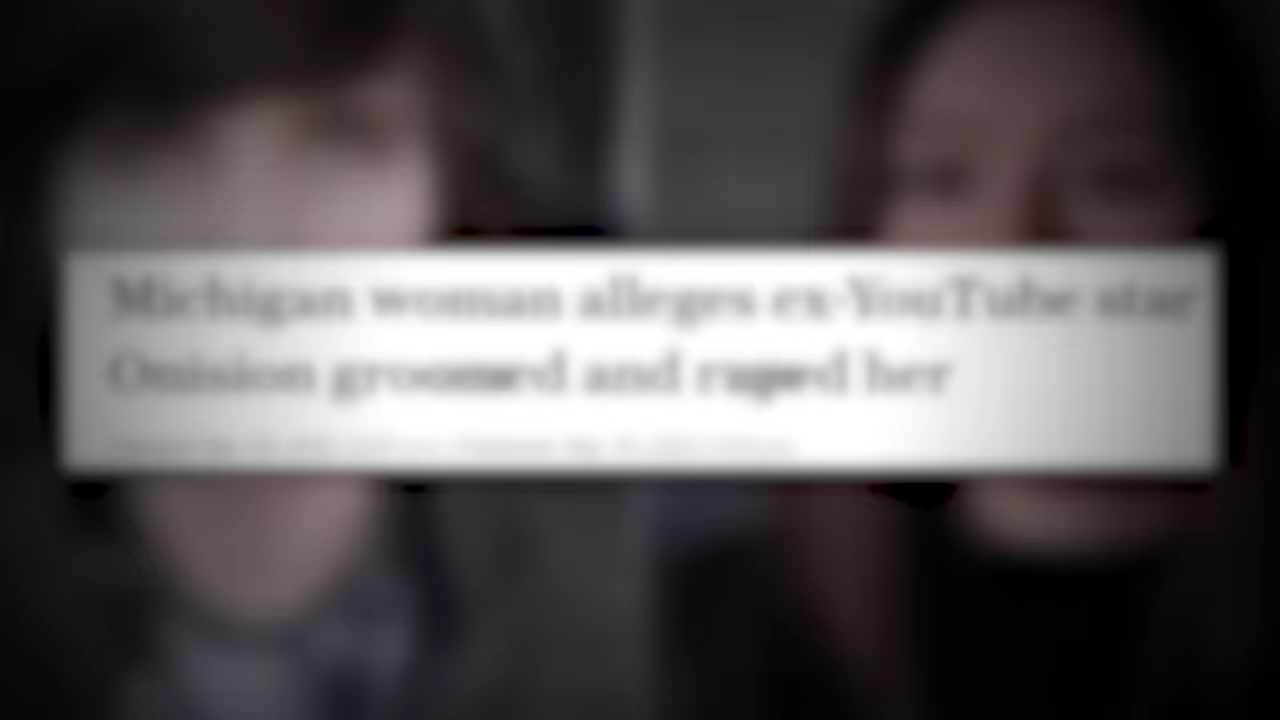 Michigan woman alleges ex-YouTube star
Onision groomed and raped her